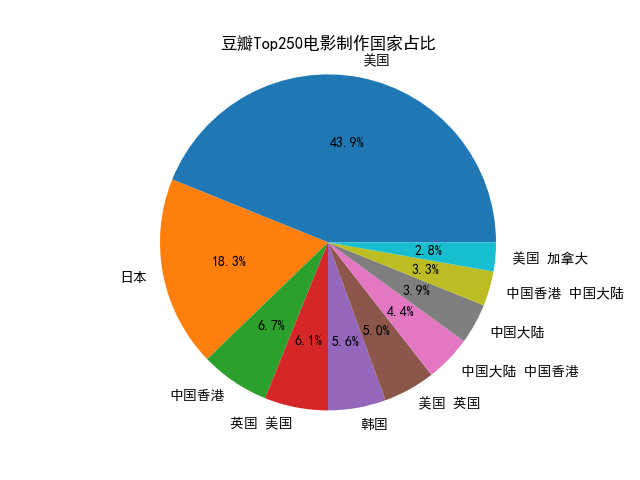 豆瓣Top250电影制作国家占比
美国
43.9%
日本
18.3%
中国香港
6.7%
英国 美国
6.1%
韩国
5.6%
美国 英国
5.0%
中国大陆 中国香港
4.4%
中国大陆
3.9%
中国香港 中国大陆
3.3%
美国 加拿大
2.8%